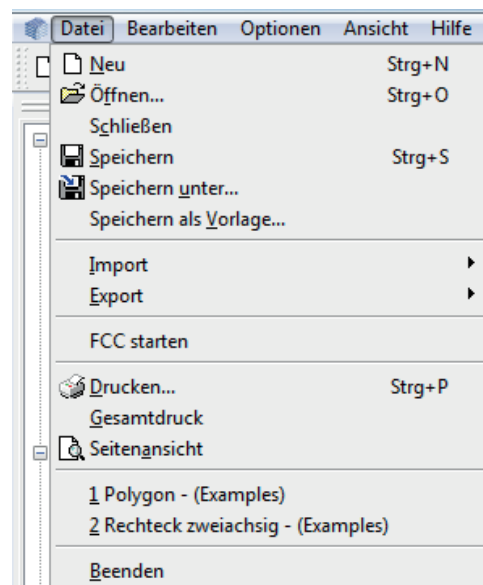 Datei Bearbeiten Optionen Ansicht Hilfe
Neu Strg+N
Öffnen... Strg+O
Schließen
Speichern Strg+S
Speichern unter...
Speichern als Vorlage...
Import
Export
FCC starten
Drucken... Strg+P
Gesamtdruck
Seitenansicht
1 Polygon - (Examples)
2 Rechteck zweiachsig - (Examples)
Beenden